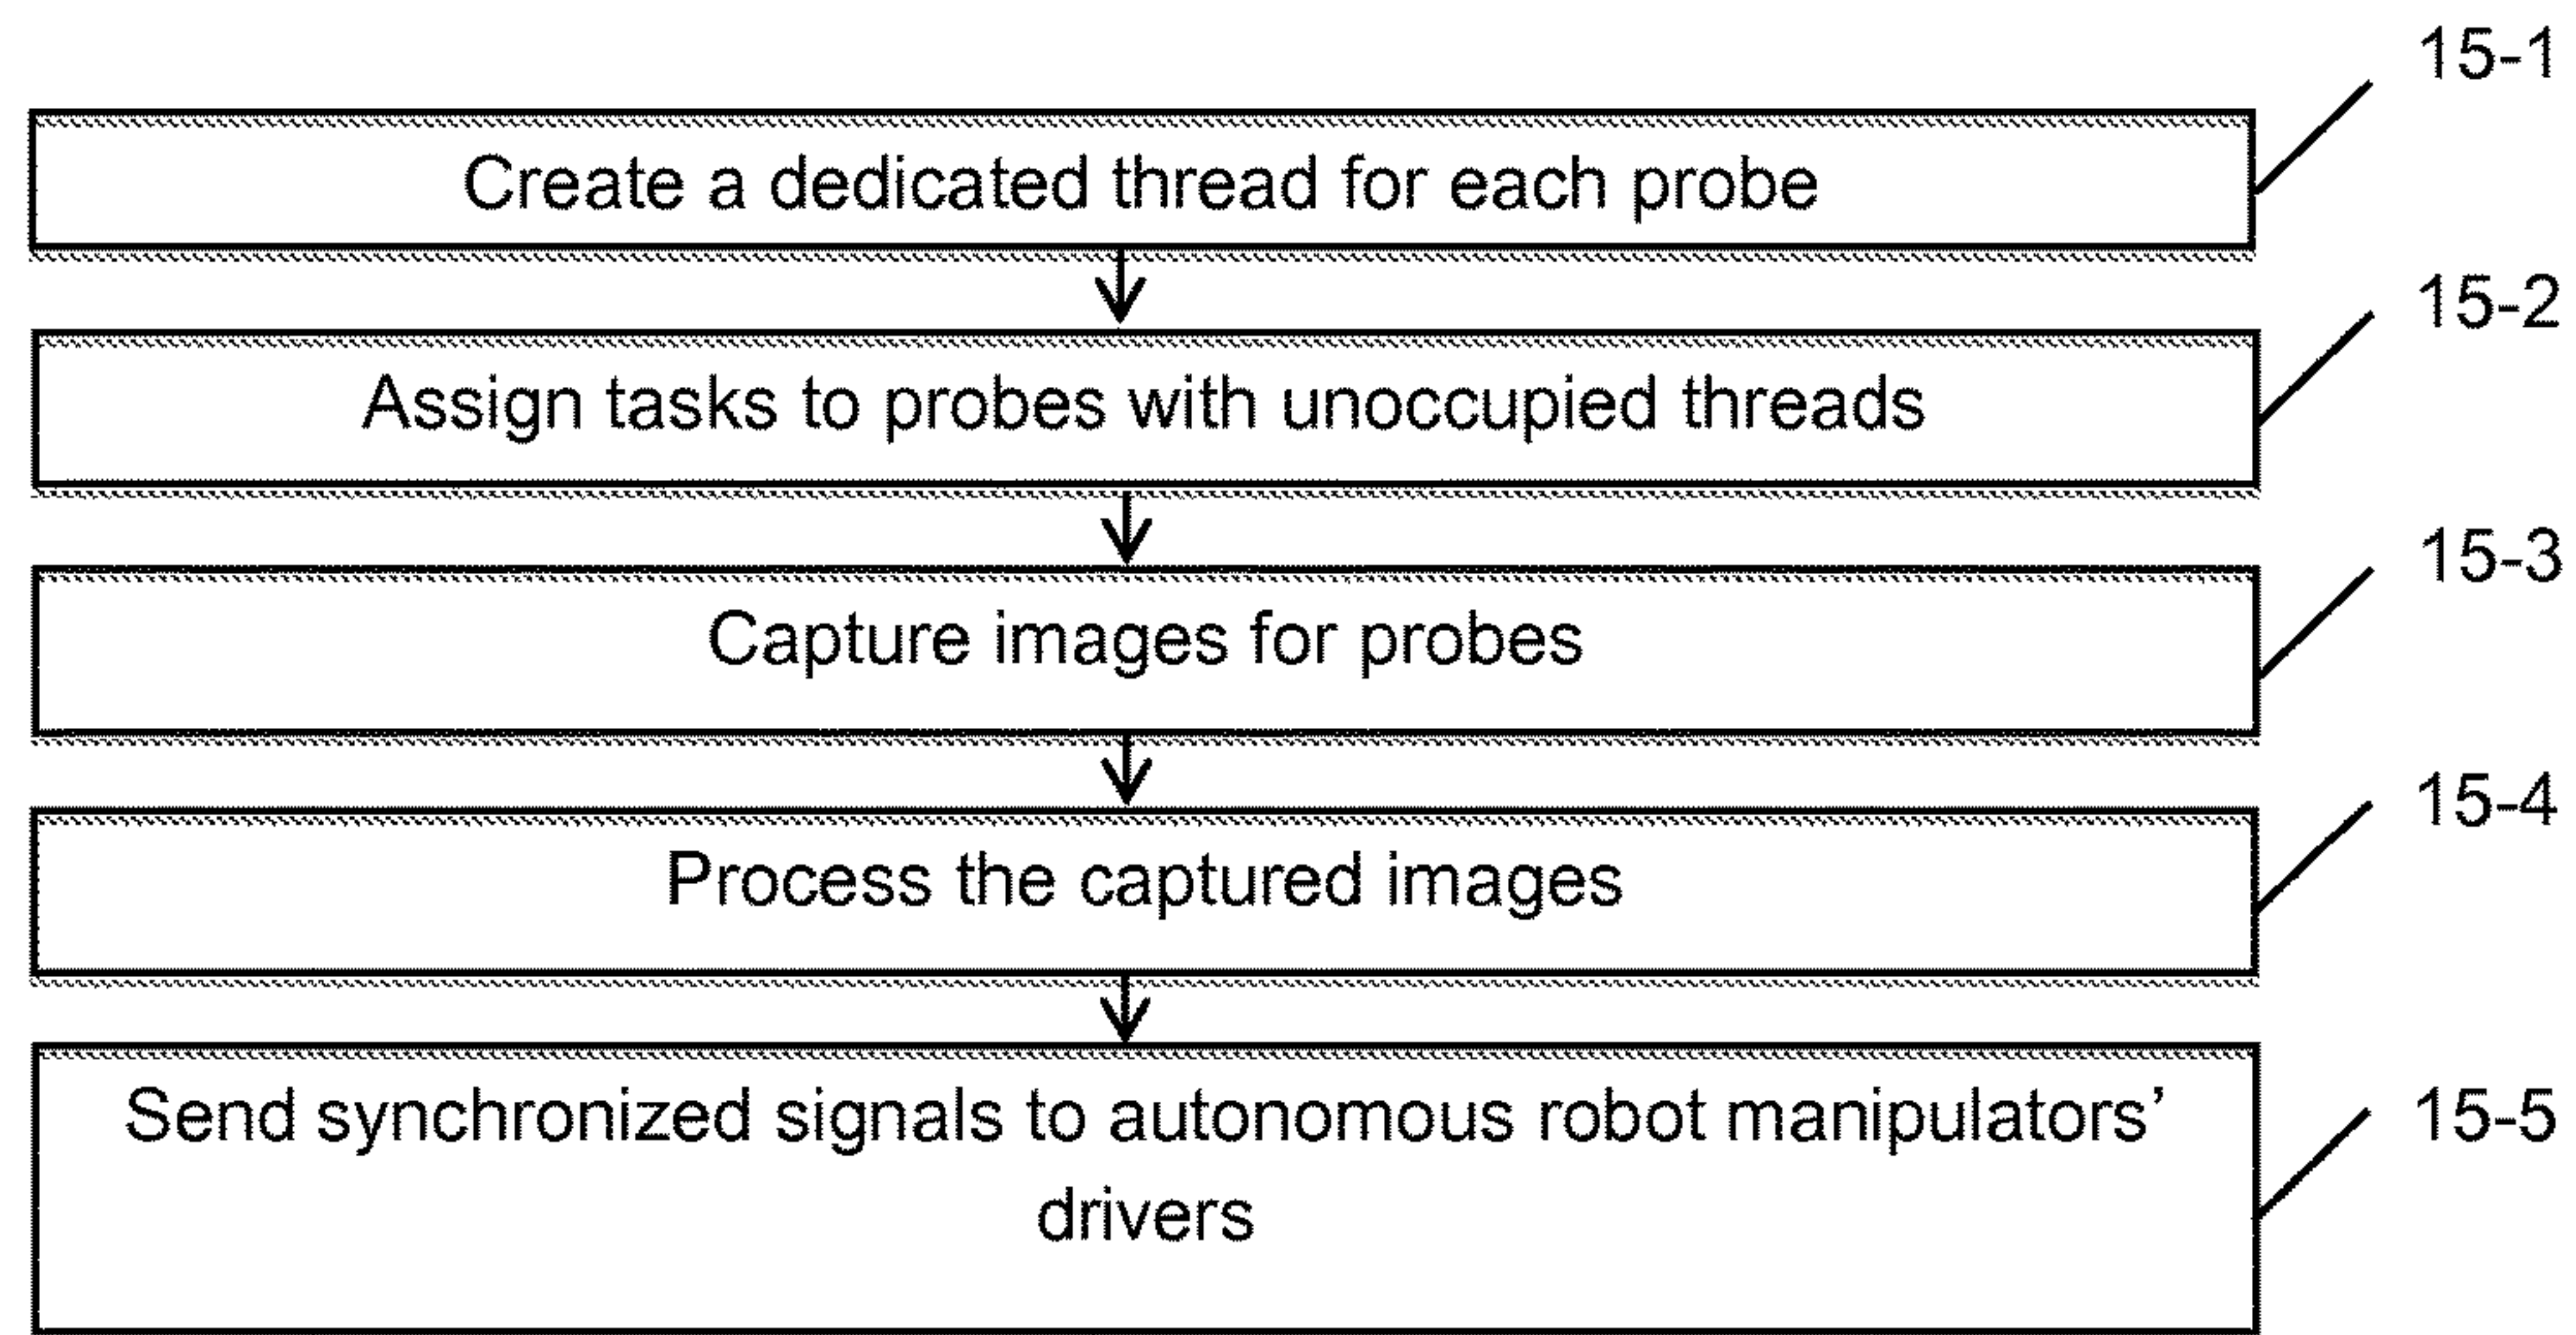 15-1
Create a dedicated thread for each probe
15-2
Assign tasks to probes with unoccupied threads
15-3
Capture images for probes
15-4
Process the captured images
15-5
Send synchronized signals to autonomous robot manipulators’
drivers